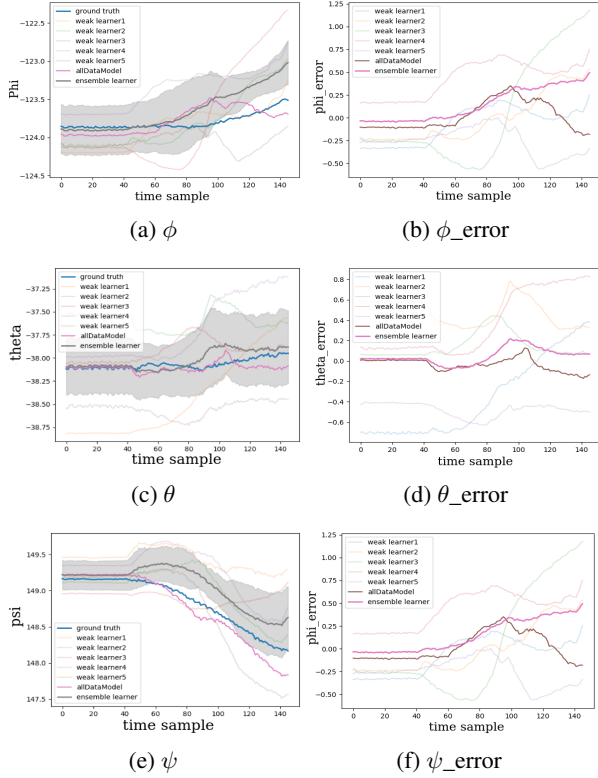 Phi
−122.5
−123.0
−123.5
−124.0
−124.5
ground truth
weak learner1
weak learner2
weak learner3
weak learner4
weak learner5
allDataModel
ensemble learner
0 20 40 60 80 100 120 140
time sample
(a) ϕ
phi_error
1.25
1.00
0.75
0.50
0.25
0.00
−0.25
−0.50
weak learner1
weak learner2
weak learner3
weak learner4
weak learner5
allDataModel
ensemble learner
0 20 40 60 80 100 120 140
time sample
(b) ϕ_error
theta
−37.25
−37.50
−37.75
−38.00
−38.25
−38.50
−38.75
ground truth
weak learner1
weak learner2
weak learner3
weak learner4
weak learner5
allDataModel
ensemble learner
0 20 40 60 80 100 120 140
time sample
(c) θ
theta_error
0.8
0.6
0.4
0.2
0.0
−0.2
−0.4
−0.6
weak learner1
weak learner2
weak learner3
weak learner4
weak learner5
allDataModel
ensemble learner
0 20 40 60 80 100 120 140
time sample
(d) θ_error
psi
149.5
149.0
148.5
148.0
147.5
ground truth
weak learner1
weak learner2
weak learner3
weak learner4
weak learner5
allDataModel
ensemble learner
0 20 40 60 80 100 120 140
time sample
(e) ψ
phi_error
1.25
1.00
0.75
0.50
0.25
0.00
−0.25
−0.50
weak learner1
weak learner2
weak learner3
weak learner4
weak learner5
allDataModel
ensemble learner
0 20 40 60 80 100 120 140
time sample
(f) ψ_error